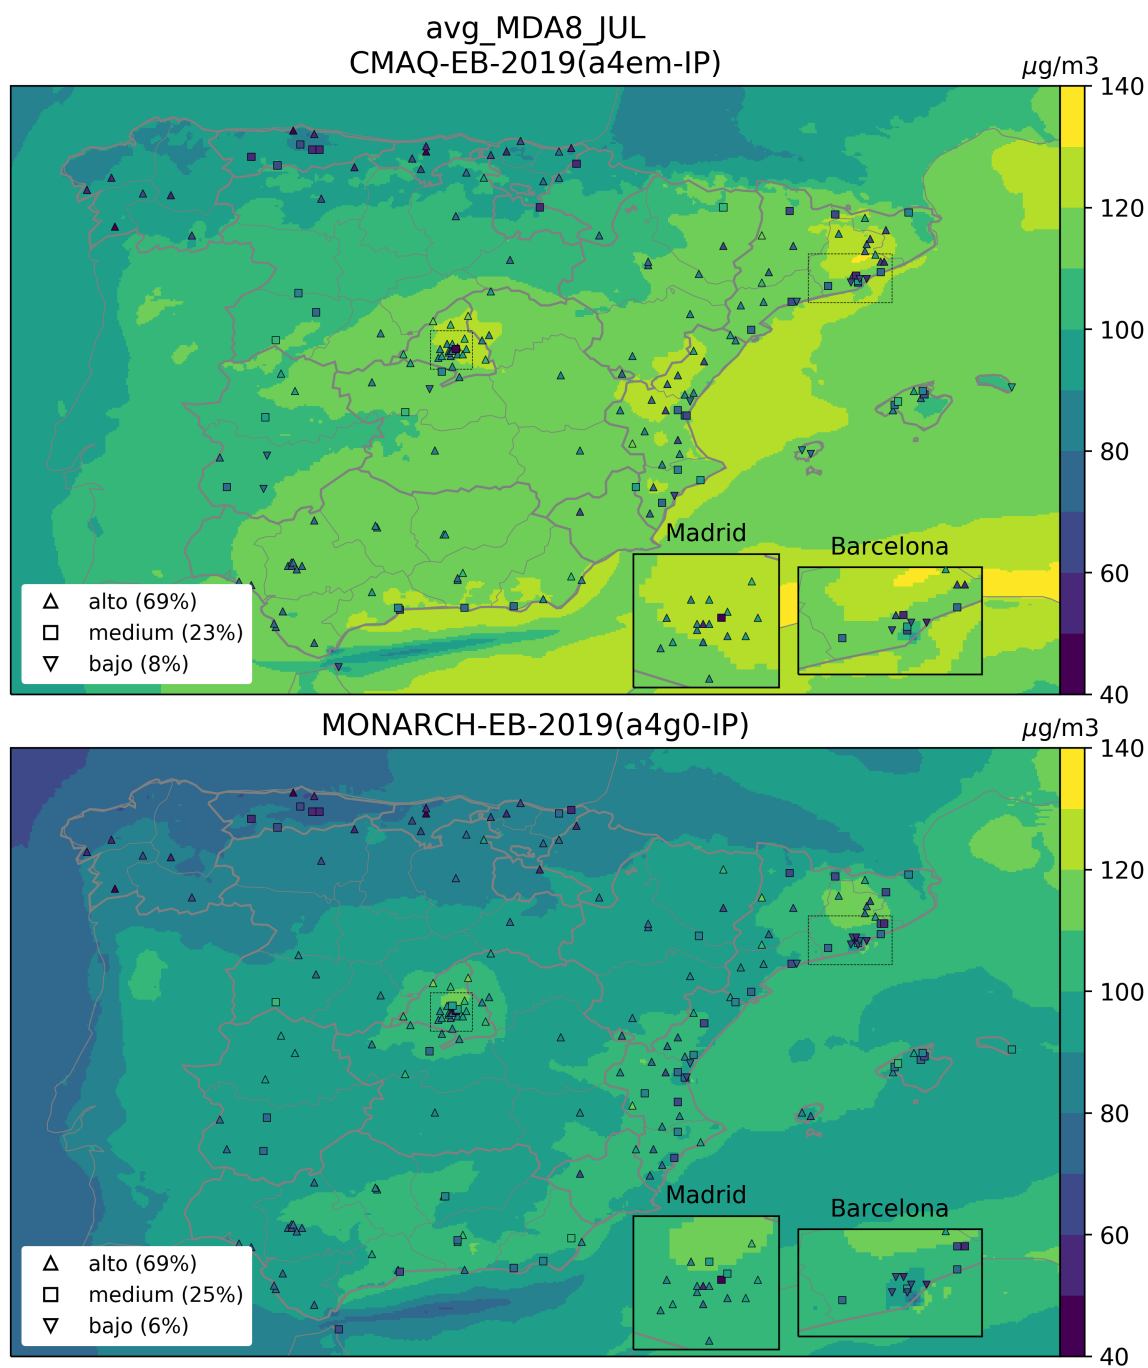 avg_MDA8_JUL
CMAQ-EB-2019(a4em-IP)
μg/m3
140
120
100
80
60
40
Madrid
Barcelona
alto (69%)
medium (23%)
bajo (8%)
MONARCH-EB-2019(a4g0-IP)
μg/m3
140
120
100
80
60
40
Madrid
Barcelona
alto (69%)
medium (25%)
bajo (6%)